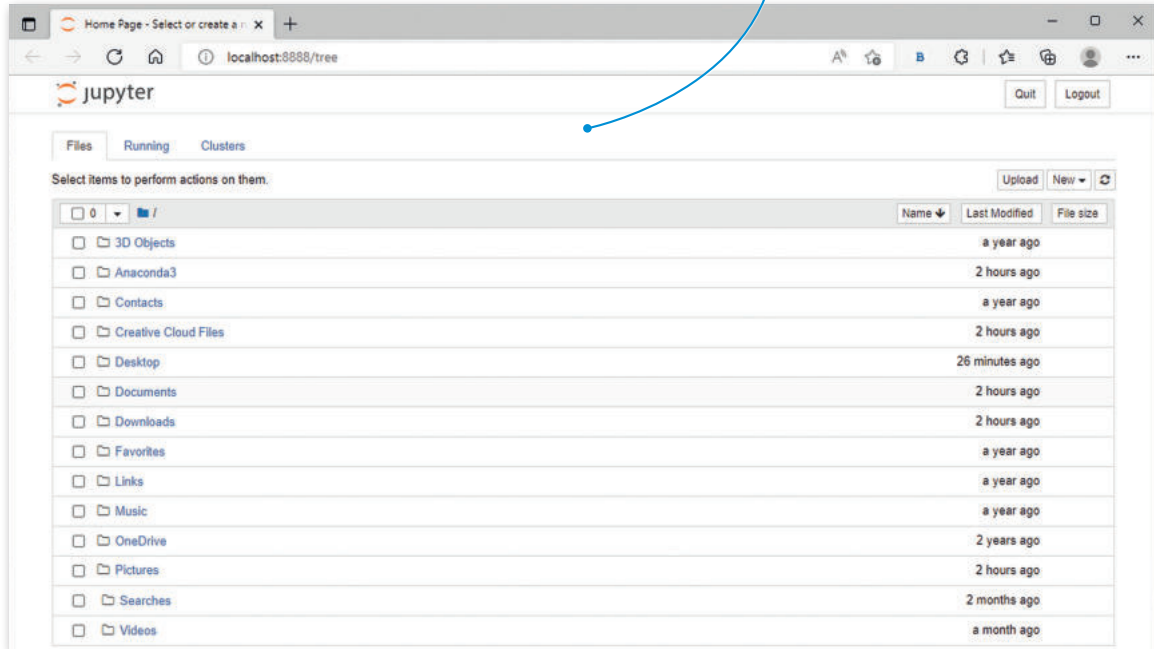 Home Page - Select or create a n
localhost:8888/tree
jupyter
Quit Logout
Files Running Clusters
Select items to perform actions on them.
Upload New
0 / Name Last Modified File size
3D Objects a year ago
Anaconda3 2 hours ago
Contacts a year ago
Creative Cloud Files 2 hours ago
Desktop 26 minutes ago
Documents 2 hours ago
Downloads 2 hours ago
Favorites a year ago
Links a year ago
Music a year ago
OneDrive 2 years ago
Pictures 2 hours ago
Searches 2 months ago
Videos a month ago